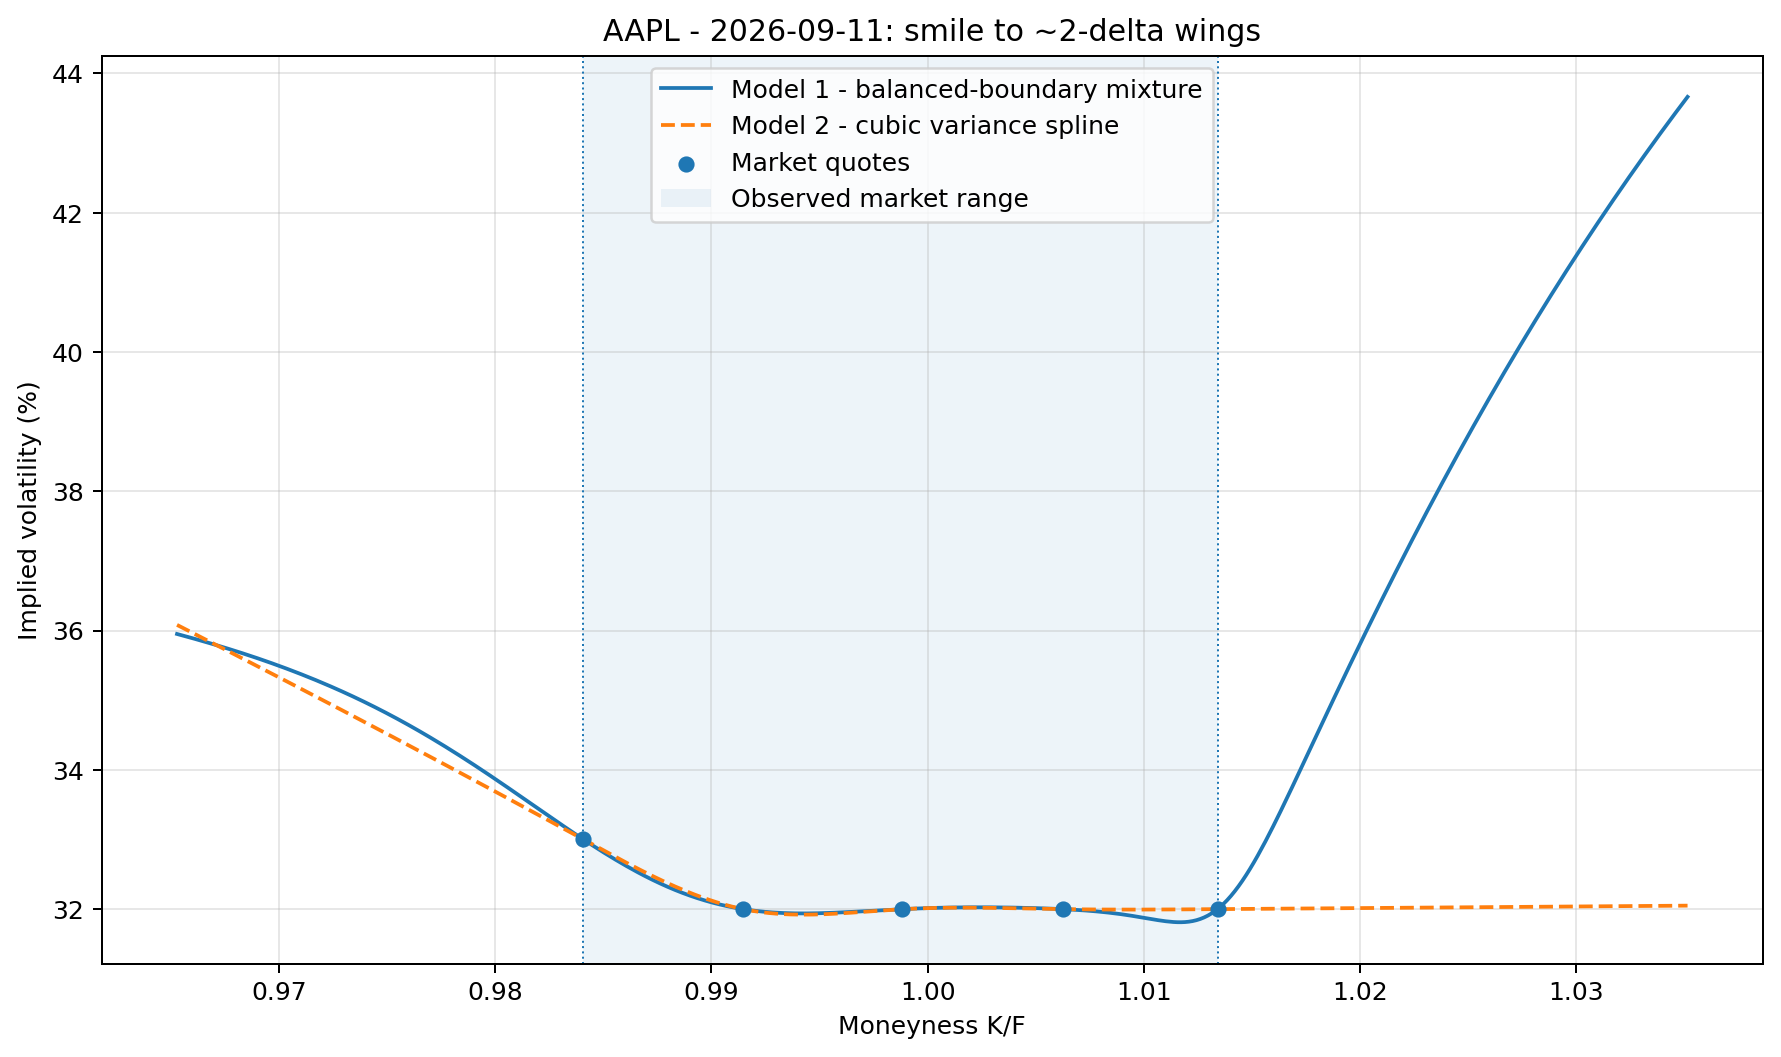 AAPL - 2026-09-11: smile to ~2-delta wings
Model 1 - balanced-boundary mixture
Model 2 - cubic variance spline
Market quotes
Observed market range
Implied volatility (%)
44
42
40
38
36
34
32
0.97 0.98 0.99 1.00 1.01 1.02 1.03
Moneyness K/F